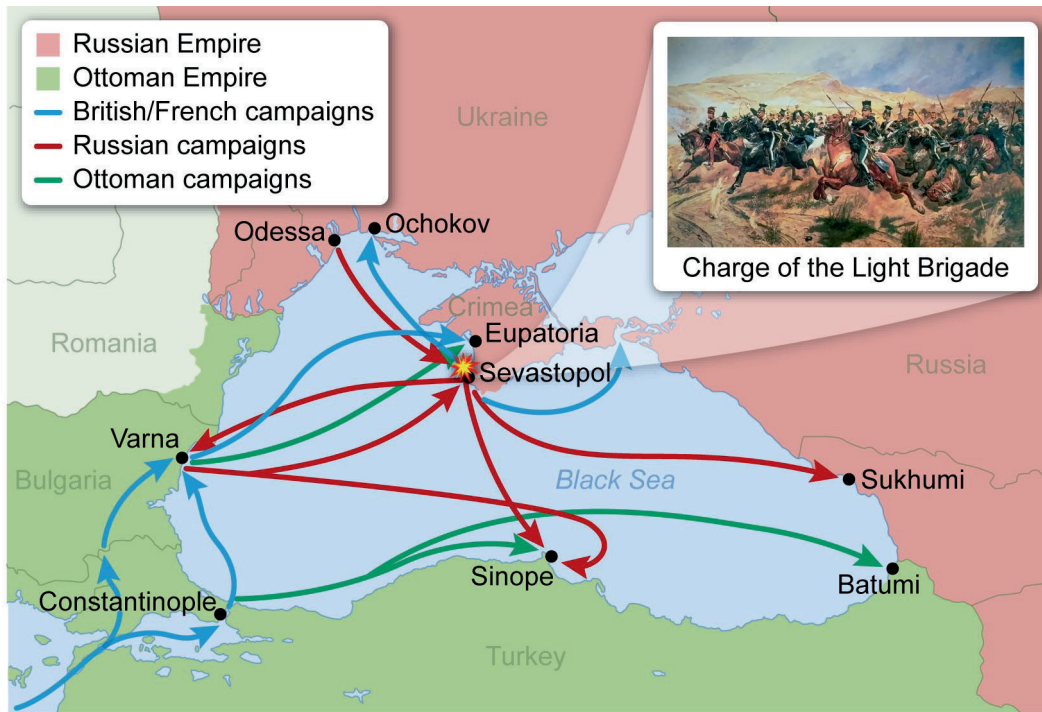 Russian Empire
Ottoman Empire
British/French campaigns
Russian campaigns
Ottoman campaigns
Ukraine
Charge of the Light Brigade
Odessa
Ochokov
Crimea
Eupatoria
Sevastopol
Romania
Russia
Varna
Bulgaria
Black Sea
Sukhumi
Sinope
Batumi
Constantinople
Turkey